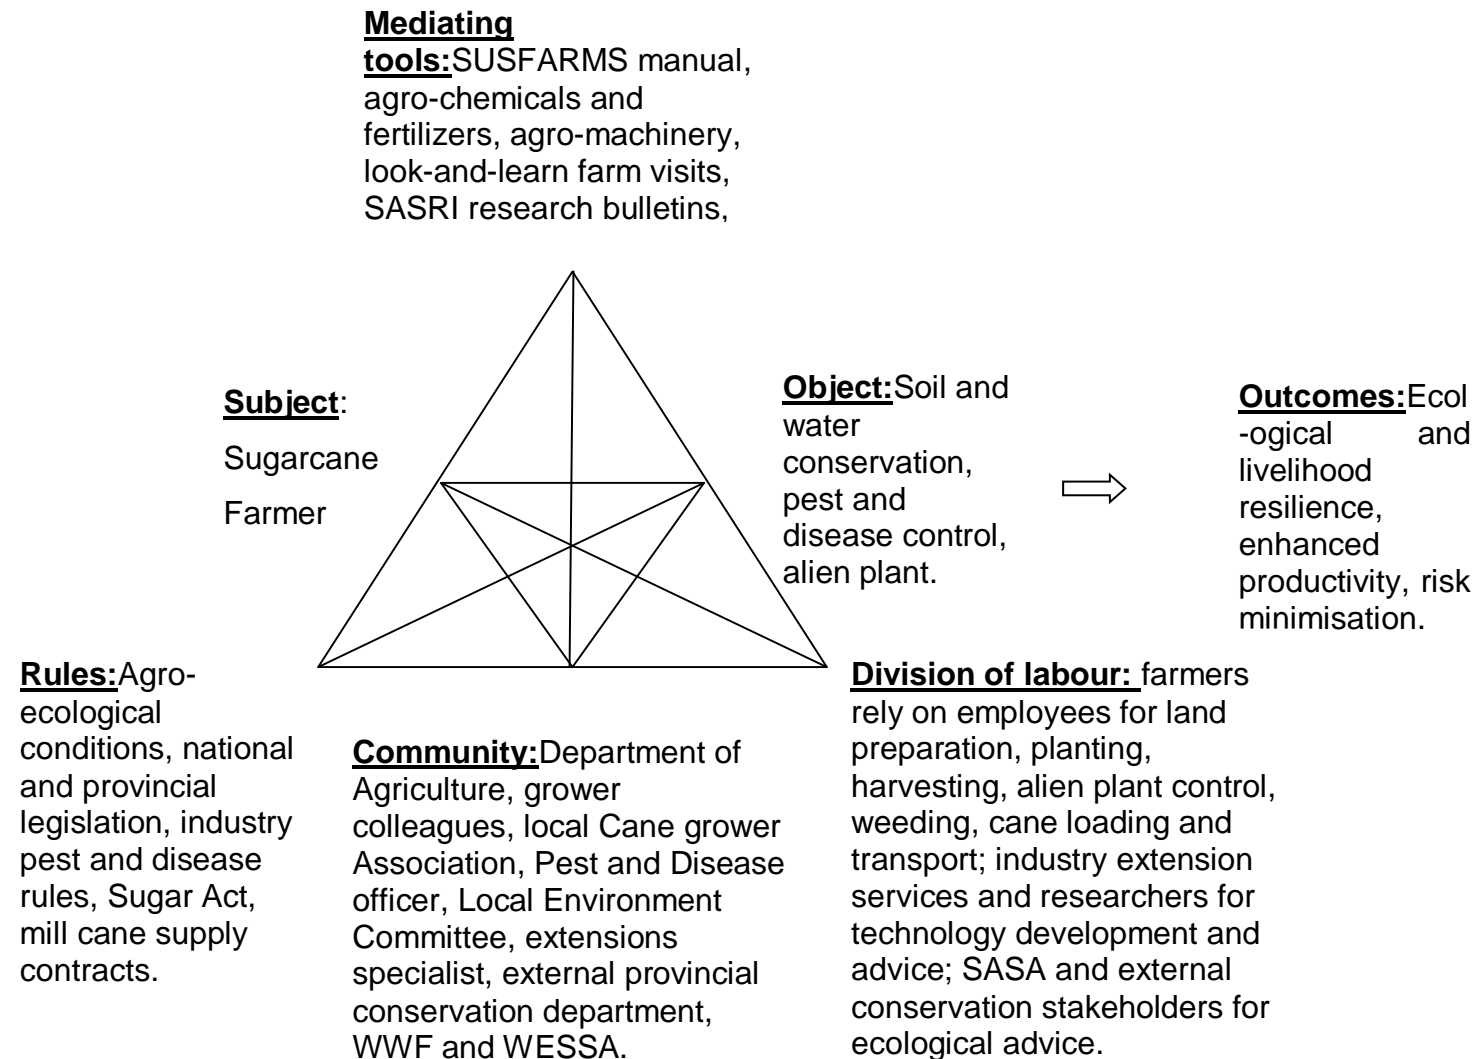 Mediating
tools:SUSFARMS manual,
agro-chemicals and
fertilizers, agro-machinery,
look-and-learn farm visits,
SASRI research bulletins,
Subject:
Sugarcane
Farmer
Object:Soil and
water
conservation,
pest and
disease control,
alien plant.
Outcomes:Ecol
-ogical and
livelihood
resilience,
enhanced
productivity, risk
minimisation.
Rules:Agro-
ecological
conditions, national
and provincial
legislation, industry
pest and disease
rules, Sugar Act,
mill cane supply
contracts.
Community:Department of
Agriculture, grower
colleagues, local Cane grower
Association, Pest and Disease
officer, Local Environment
Committee, extensions
specialist, external provincial
conservation department,
WWF and WESSA.
Division of labour: farmers
rely on employees for land
preparation, planting,
harvesting, alien plant control,
weeding, cane loading and
transport; industry extension
services and researchers for
technology development and
advice; SASA and external
conservation stakeholders for
ecological advice.